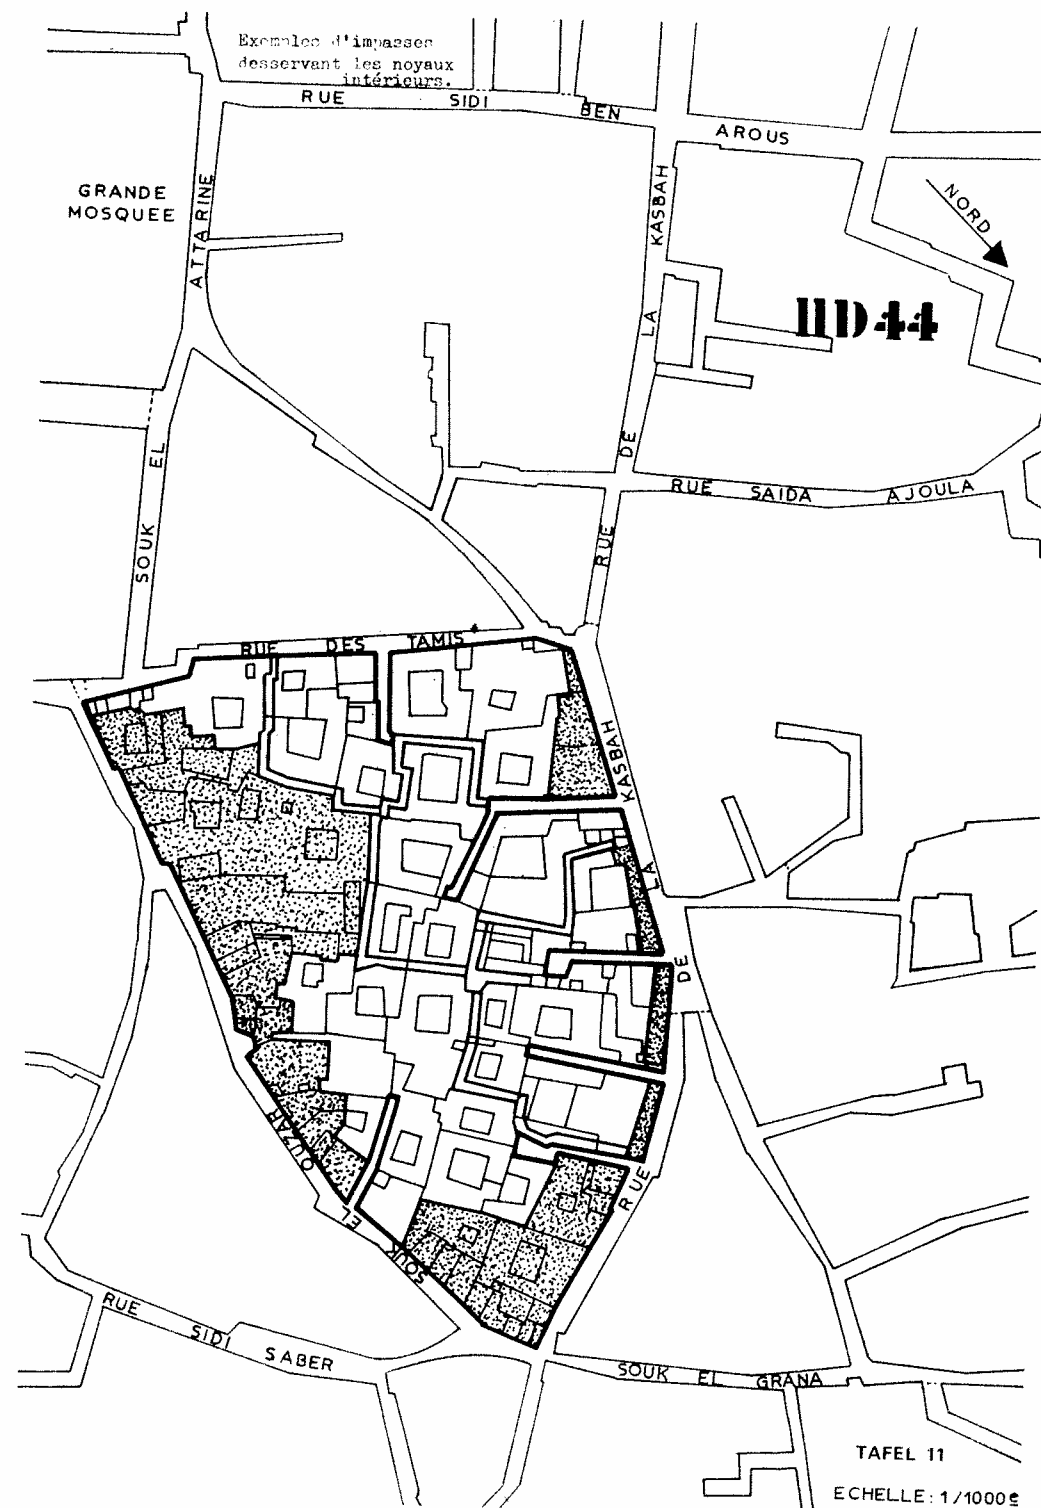 Exemples d'impasses
desservant les noyaux
intérieurs.
RUE SIDI BEN AROUS
GRANDE
MOSQUEE
SOUK EL ATTARINE
RUE DE LA KASBAH
NORD
IID44
RUE SAIDA AJOULA
RUE DES TAMIS
RUE DE LA KASBAH
SOUK EL OUZAR
RUE SIDI SABER
SOUK EL GRANA
TAFEL 11
ECHELLE: 1/1000e